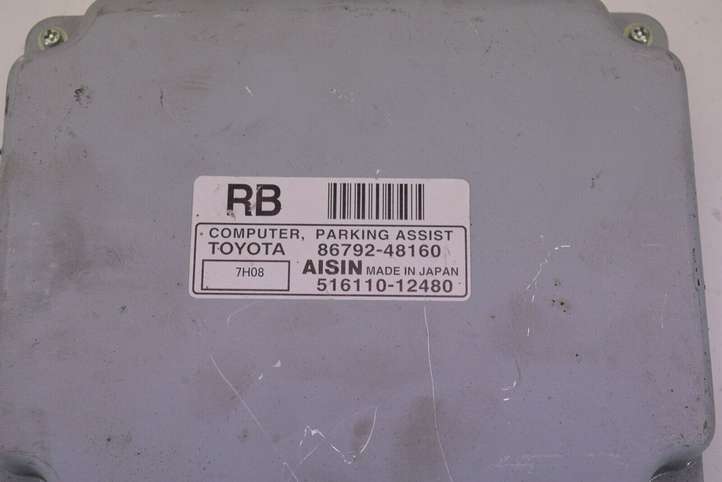 RB
COMPUTER, PARKING ASSIST
TOYOTA 86792-48160
7H08 AISIN MADE IN JAPAN
516110-12480